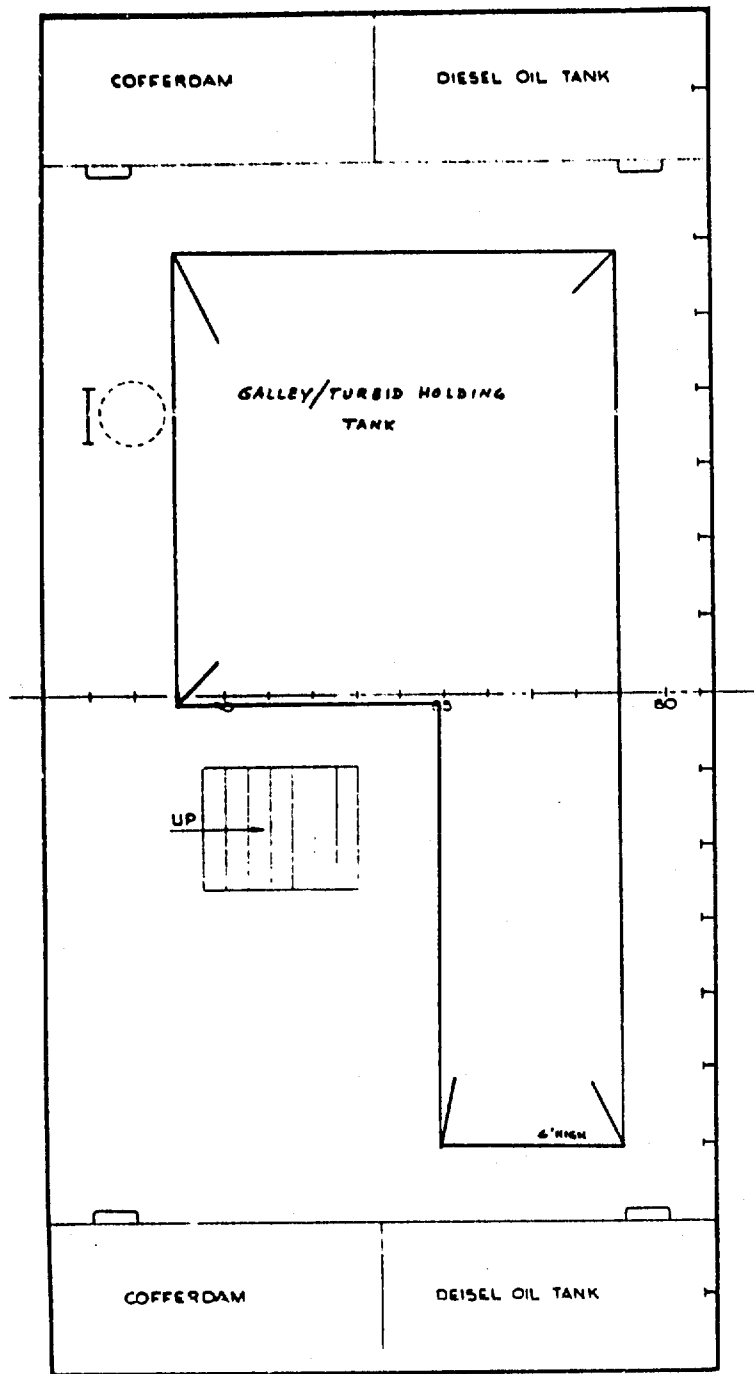 COFFERDAM
DIESEL OIL TANK
GALLEY/TURBID HOLDING
TANK
80
UP
COFFERDAM
DEISEL OIL TANK